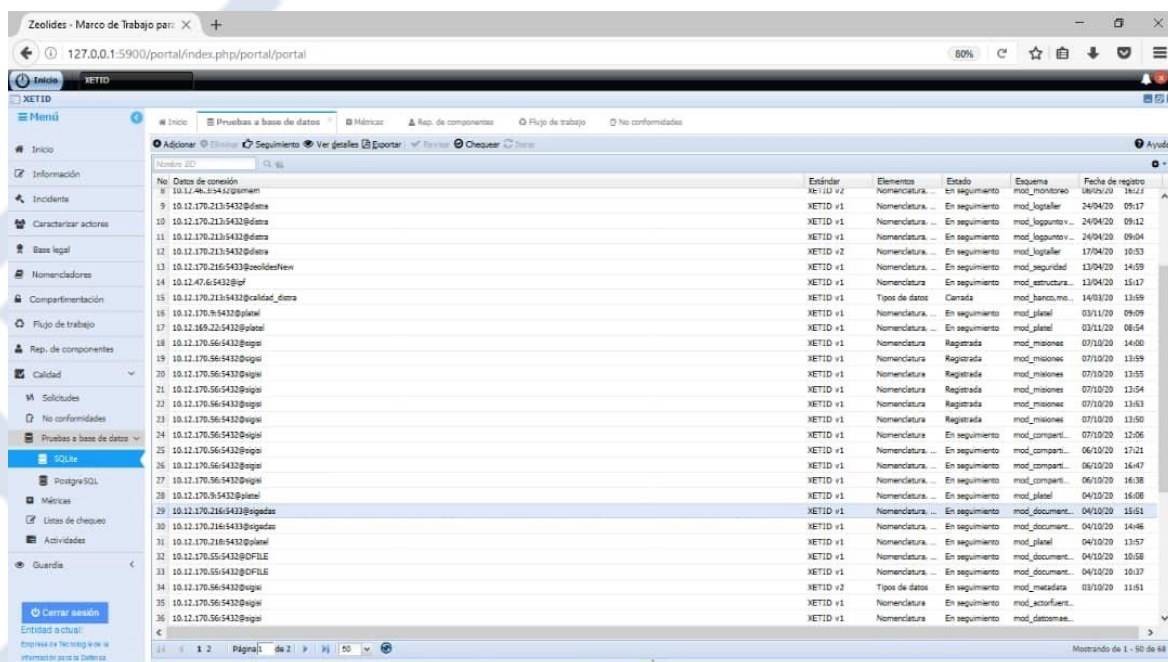 Zeolides - Marco de Trabajo par
127.0.0.1:5900/portal/index.php/portal/portal
80%
Inicio XETID
XETID
Menú
Inicio Pruebas a base de datos Métricas Rep. de componentes Flujo de trabajo No conformidades
Adicionar Eliminar Seguimiento Ver detalles Exportar Revisar Chequear Iterar Ayuda
Inicio
Información
Incidente
Caracterizar actores
Base legal
Nomencladores
Compartimentación
Flujo de trabajo
Rep. de componentes
Calidad
Solicitudes
No conformidades
Pruebas a base de datos
SQLite
PostgreSQL
Métricas
Listas de chequeo
Actividades
Guardia
Cerrar sesión
Entidad actual:
Empresa de Tecnología de la
información para la Defensa
Nombre BD
No Datos de conexión Estándar Elementos Estado Esquema Fecha de registro
8 10.12.46.3:5432@simem XETID v2 Nomenclatura, ... En seguimiento mod_monitoreo 08/05/20 16:23
9 10.12.170.213:5432@distra XETID v1 Nomenclatura, ... En seguimiento mod_logtaller 24/04/20 09:17
10 10.12.170.213:5432@distra XETID v1 Nomenclatura, ... En seguimiento mod_logpuntov... 24/04/20 09:12
11 10.12.170.213:5432@distra XETID v1 Nomenclatura, ... En seguimiento mod_logpuntov... 24/04/20 09:04
12 10.12.170.213:5432@distra XETID v2 Nomenclatura, ... En seguimiento mod_logtaller 17/04/20 10:53
13 10.12.170.216:5433@zeolidesNew XETID v1 Nomenclatura, ... En seguimiento mod_seguridad 13/04/20 14:59
14 10.12.47.6:5432@ipf XETID v1 Nomenclatura En seguimiento mod_estructura... 13/04/20 15:17
15 10.12.170.213:5432@calidad_distra XETID v1 Tipos de datos Cerrada mod_banco,mo... 14/03/20 13:59
16 10.12.170.9:5432@platel XETID v1 Nomenclatura, ... En seguimiento mod_platel 03/11/20 09:09
17 10.12.169.22:5432@platel XETID v1 Nomenclatura, ... En seguimiento mod_platel 03/11/20 08:54
18 10.12.170.56:5432@sigisi XETID v1 Nomenclatura Registrada mod_misiones 07/10/20 14:00
19 10.12.170.56:5432@sigisi XETID v1 Nomenclatura Registrada mod_misiones 07/10/20 13:59
20 10.12.170.56:5432@sigisi XETID v1 Nomenclatura Registrada mod_misiones 07/10/20 13:55
21 10.12.170.56:5432@sigisi XETID v1 Nomenclatura Registrada mod_misiones 07/10/20 13:54
22 10.12.170.56:5432@sigisi XETID v1 Nomenclatura Registrada mod_misiones 07/10/20 13:53
23 10.12.170.56:5432@sigisi XETID v1 Nomenclatura Registrada mod_misiones 07/10/20 13:50
24 10.12.170.56:5432@sigisi XETID v1 Nomenclatura, ... En seguimiento mod_comparti... 07/10/20 12:06
25 10.12.170.56:5432@sigisi XETID v1 Nomenclatura, ... En seguimiento mod_comparti... 06/10/20 17:21
26 10.12.170.56:5432@sigisi XETID v1 Nomenclatura, ... En seguimiento mod_comparti... 06/10/20 16:47
27 10.12.170.56:5432@sigisi XETID v1 Nomenclatura, ... En seguimiento mod_comparti... 06/10/20 16:38
28 10.12.170.9:5432@platel XETID v1 Nomenclatura, ... En seguimiento mod_platel 04/10/20 16:08
29 10.12.170.216:5433@sigedas XETID v1 Nomenclatura, ... En seguimiento mod_document... 04/10/20 15:51
30 10.12.170.216:5433@sigedas XETID v1 Nomenclatura, ... En seguimiento mod_document... 04/10/20 14:46
31 10.12.170.218:5432@platel XETID v1 Nomenclatura, ... En seguimiento mod_platel 04/10/20 13:57
32 10.12.170.55:5432@DFILE XETID v1 Nomenclatura, ... En seguimiento mod_document... 04/10/20 10:58
33 10.12.170.55:5432@DFILE XETID v1 Nomenclatura, ... En seguimiento mod_document... 04/10/20 10:37
34 10.12.170.56:5432@sigisi XETID v2 Tipos de datos En seguimiento mod_metadata 03/10/20 11:51
35 10.12.170.56:5432@sigisi XETID v1 Nomenclatura En seguimiento mod_actorfuent...
36 10.12.170.56:5432@sigisi XETID v1 Nomenclatura En seguimiento mod_datosmae...
1 2 Página 1 de 2 50 Mostrando de 1 - 50 de 68